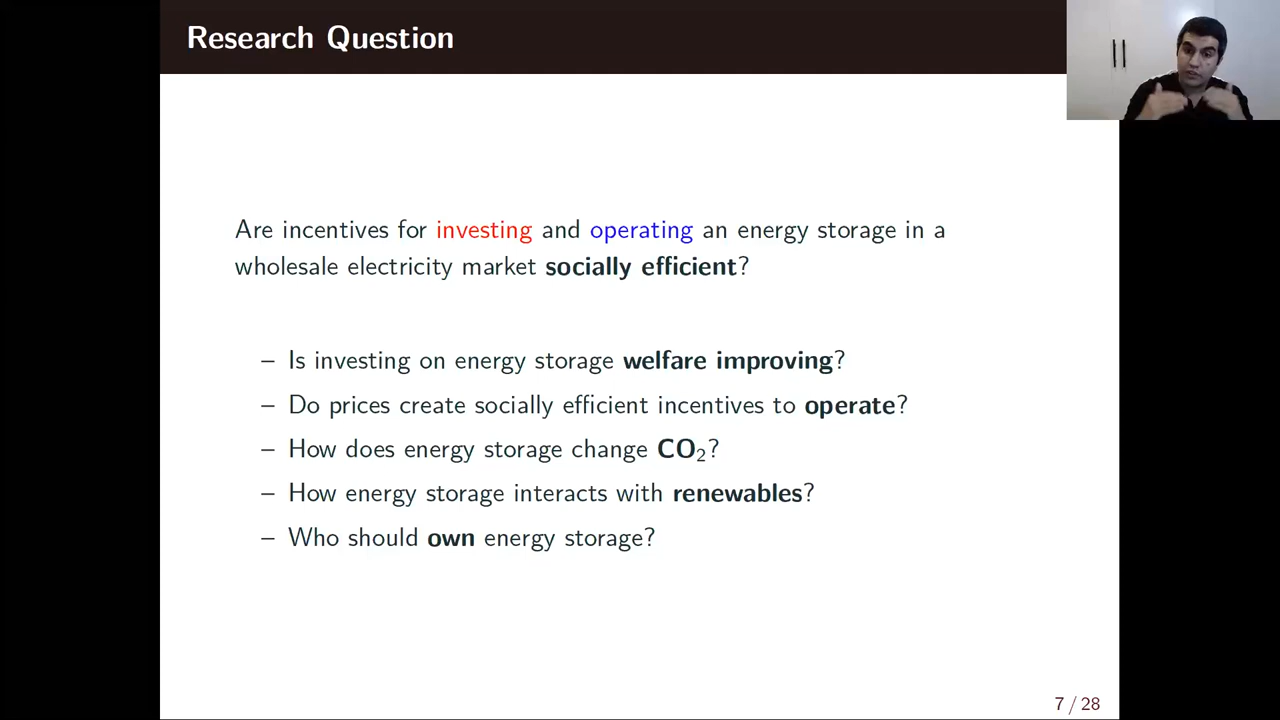 Research Question
Are incentives for investing and operating an energy storage in a
wholesale electricity market socially efficient?
– Is investing on energy storage welfare improving?
– Do prices create socially efficient incentives to operate?
– How does energy storage change CO₂?
– How energy storage interacts with renewables?
– Who should own energy storage?
7 / 28